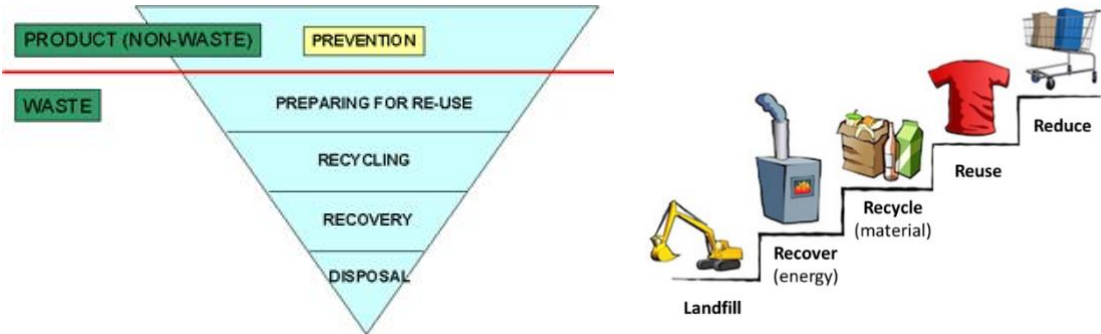 PRODUCT (NON-WASTE)
PREVENTION
WASTE
PREPARING FOR RE-USE
RECYCLING
RECOVERY
DISPOSAL
Reduce
Reuse
Recycle
(material)
Recover
(energy)
Landfill